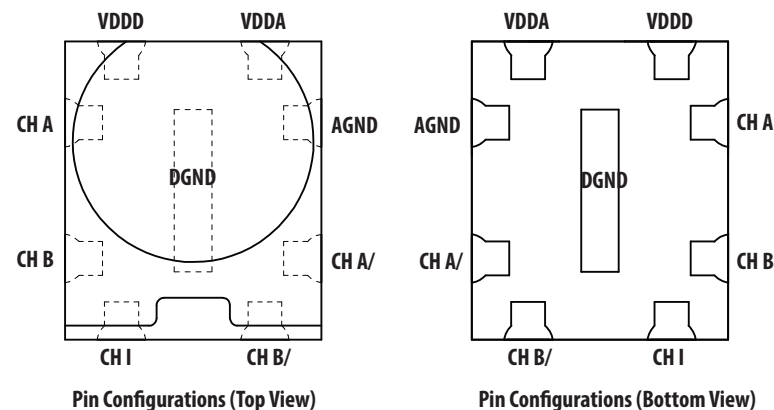 VDDD VDDA
CH A AGND
DGND
CH B CH A/
CH I CH B/
Pin Configurations (Top View)
VDDA VDDD
AGND CH A
DGND
CH A/ CH B
CH B/ CH I
Pin Configurations (Bottom View)